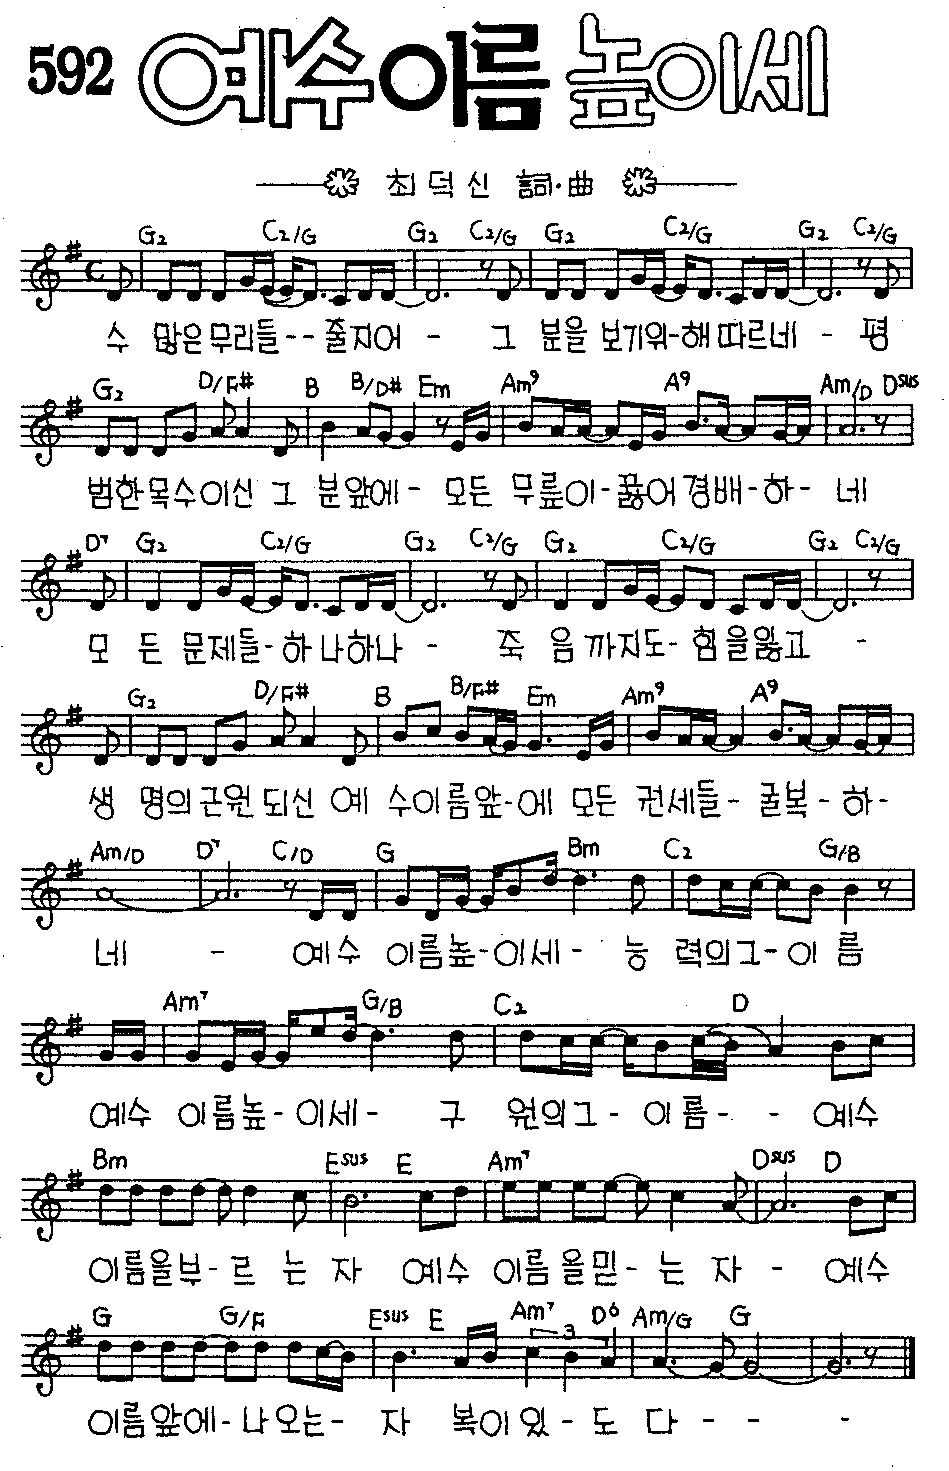 592 예수이름 높이세
최덕신 詞·曲
G2 C2/G G2 C2/G G2 C2/G G2 C2/G
수 많은무리들--줄지어 - 그 분을 보기위-해따르네 - 평
G2 D/F# B B/D# Em Am9 A9 Am/D Dsus
범한목수이신 그 분앞에- 모든 무릎이-꿇어경배-하- 네
D7 G2 C2/G G2 C2/G G2 C2/G G2 C2/G
모 든 문제들-하나하나 - 죽 음까지도-힘을잃고 -
G2 D/F# B B/F# Em Am9 A9
생 명의근원되신 예 수이름앞-에 모든 권세들- 굴복-하-
Am/D D7 C/D G Bm C2 G/B
네 - 예수 이름높-이세- 능 력의그-이름
Am7 G/B C2 D
예수 이름높-이세- 구 원의그- 이름- - 예수
Bm Esus E Am7 Dsus D
이름을부-르 는 자 예수 이름을믿- 는 자 - 예수
G G/F Esus E Am7 D6 Am/G G
3
이름앞에-나오는- 자 복이있-도 다 - - -